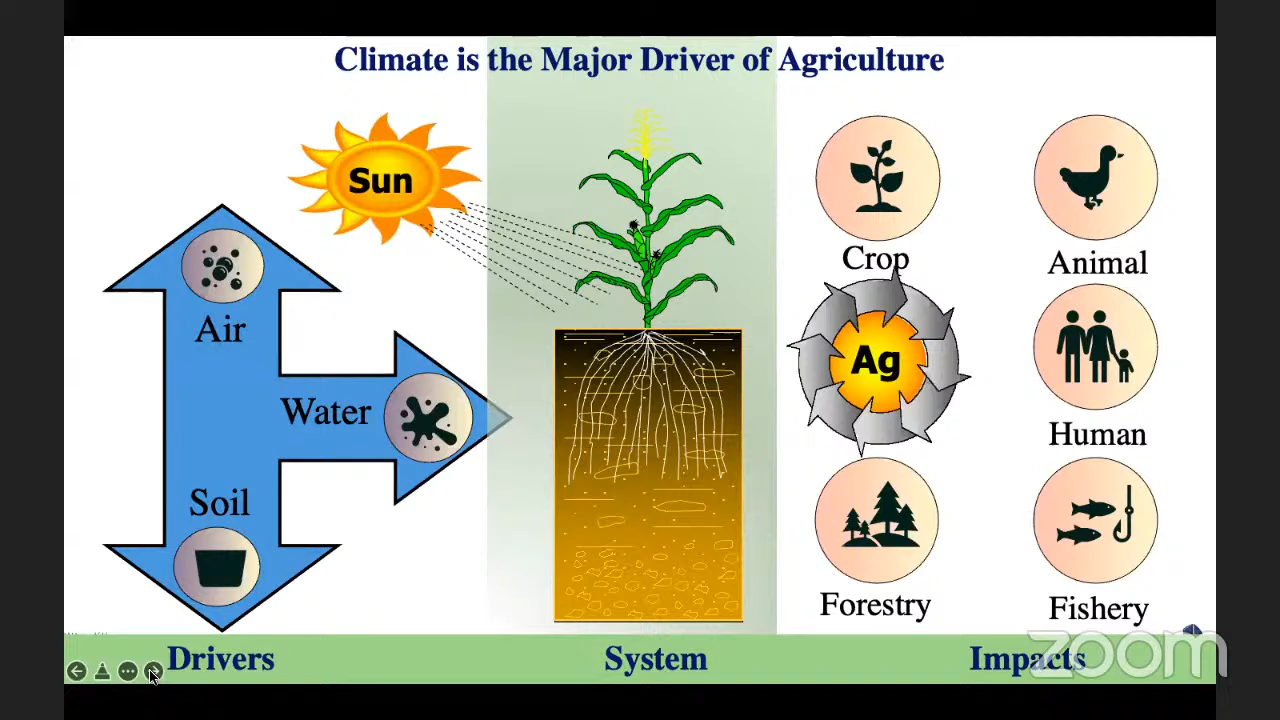 Climate is the Major Driver of Agriculture
Sun
Air
Water
Soil
Crop
Animal
Ag
Human
Forestry
Fishery
Drivers
System
Impacts
zoom